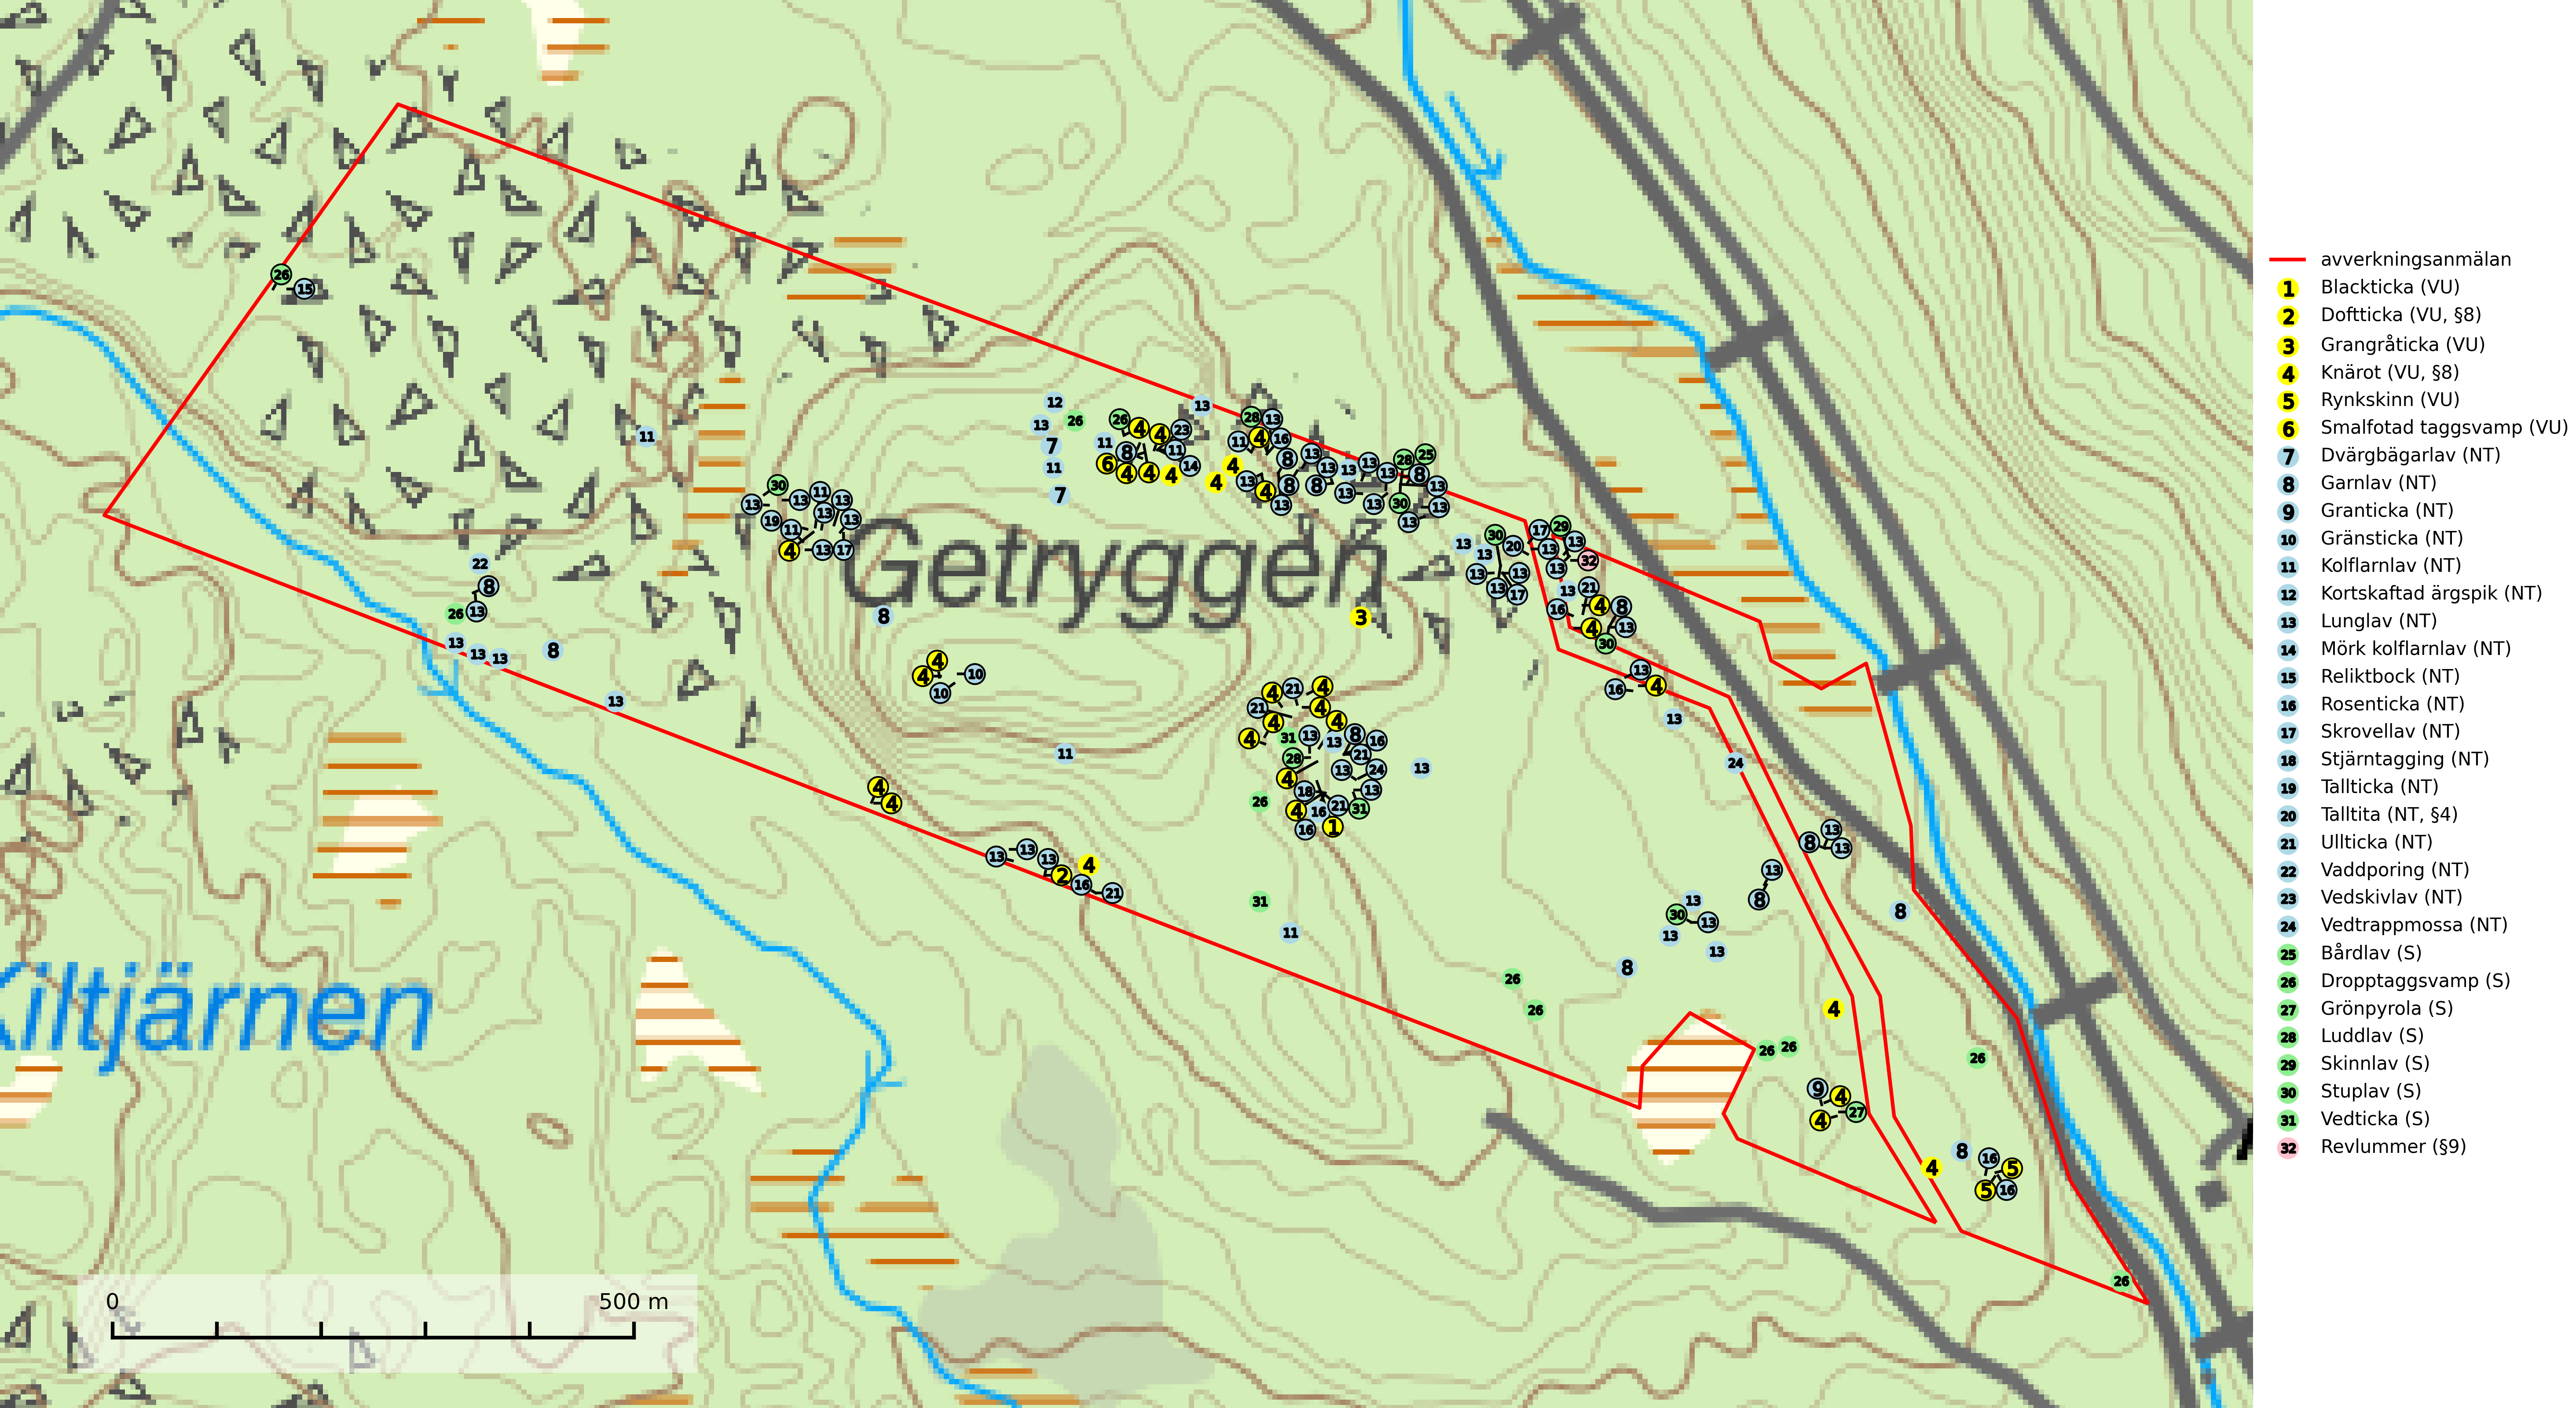 Getryggen
Kiltjärnen
0 500 m
avverkningsanmälan
1 Blackticka (VU)
2 Doftticka (VU, §8)
3 Grangråticka (VU)
4 Knärot (VU, §8)
5 Rynkskinn (VU)
6 Smalfotad taggsvamp (VU)
7 Dvärgbägarlav (NT)
8 Garnlav (NT)
9 Granticka (NT)
10 Gränsticka (NT)
11 Kolflarnlav (NT)
12 Kortskaftad ärgspik (NT)
13 Lunglav (NT)
14 Mörk kolflarnlav (NT)
15 Reliktbock (NT)
16 Rosenticka (NT)
17 Skrovellav (NT)
18 Stjärntagging (NT)
19 Tallticka (NT)
20 Talltita (NT, §4)
21 Ullticka (NT)
22 Vaddporing (NT)
23 Vedskivlav (NT)
24 Vedtrappmossa (NT)
25 Bårdlav (S)
26 Dropptaggsvamp (S)
27 Grönpyrola (S)
28 Luddlav (S)
29 Skinnlav (S)
30 Stuplav (S)
31 Vedticka (S)
32 Revlummer (§9)